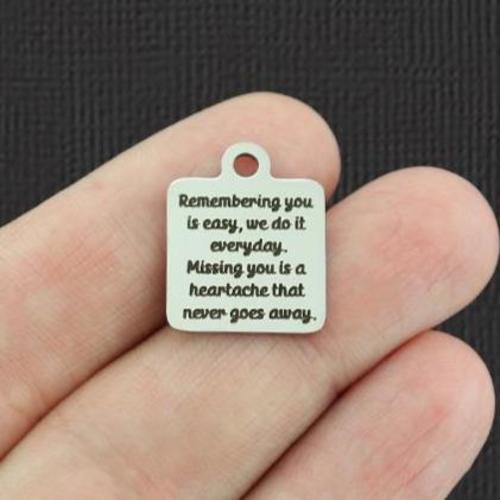 Remembering you
is easy, we do it
everyday.
Missing you is a
heartache that
never goes away.